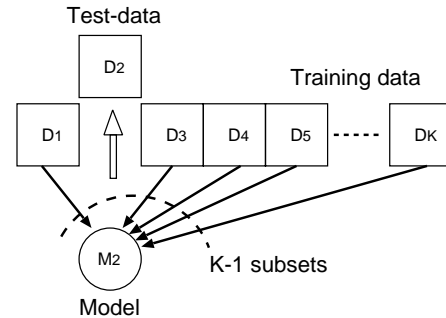 Test-data
D2
Training data
D1
D3
D4
D5
DK
M2
K-1 subsets
Model